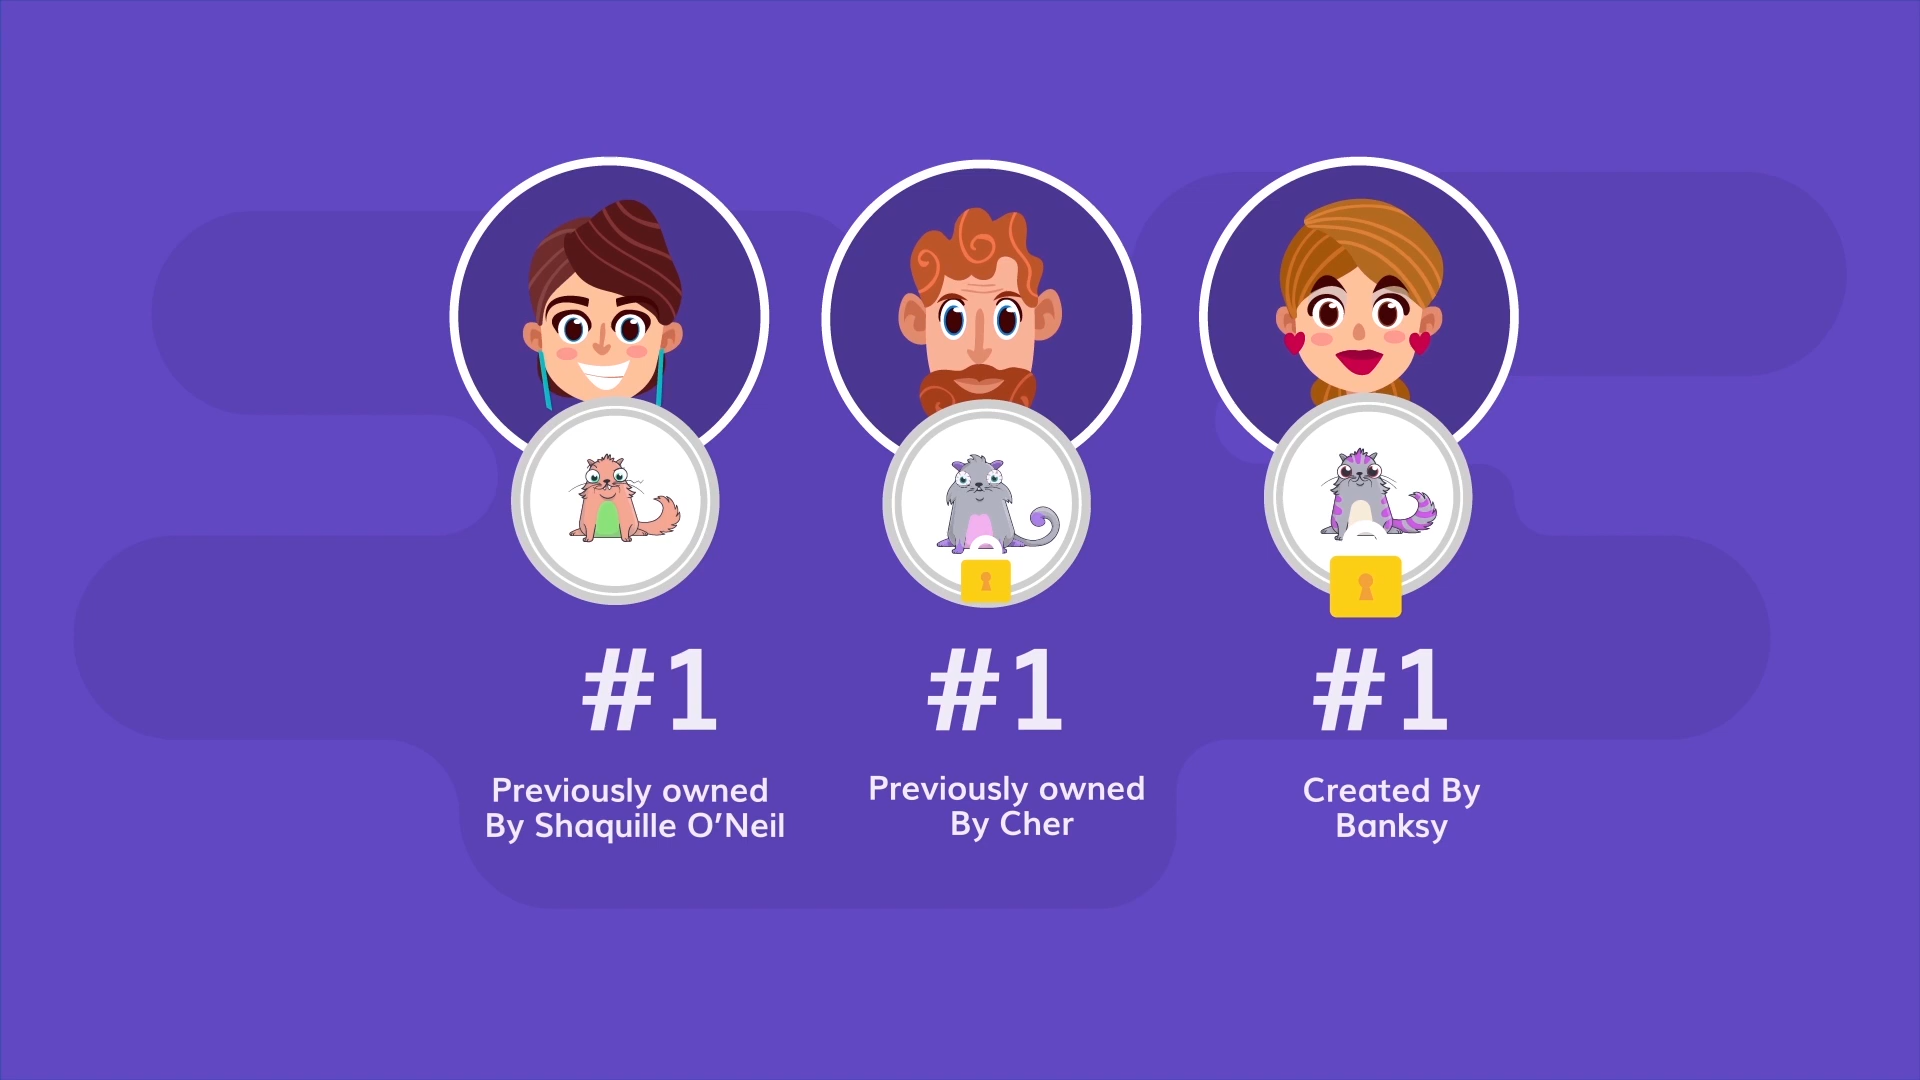 #1
Previously owned
By Shaquille O’Neil
#1
Previously owned
By Cher
#1
Created By
Banksy